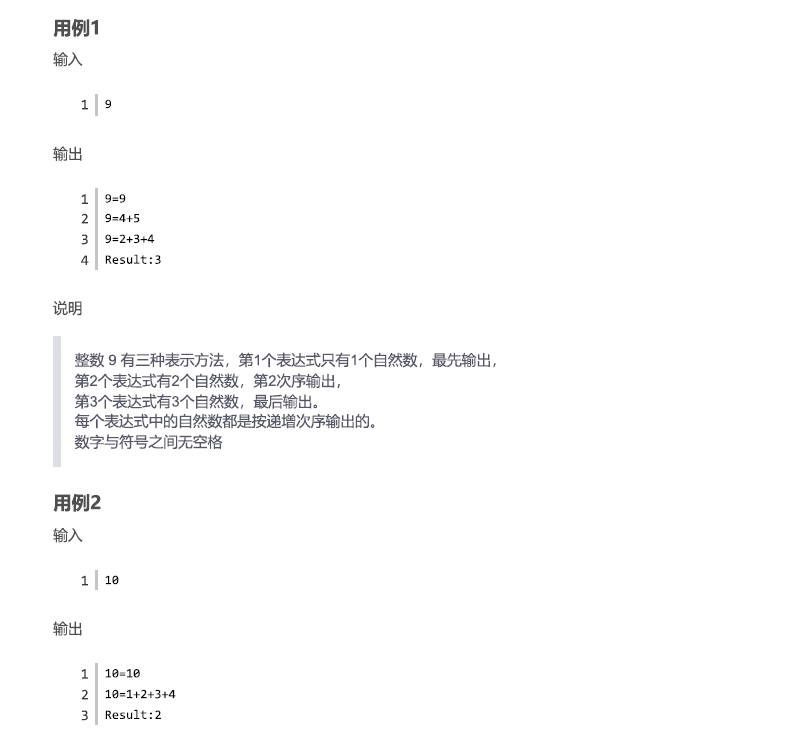 用例1
输入
1 9
输出
1 9=9
2 9=4+5
3 9=2+3+4
4 Result:3
说明
整数 9 有三种表示方法，第1个表达式只有1个自然数，最先输出，
第2个表达式有2个自然数，第2次序输出，
第3个表达式有3个自然数，最后输出。
每个表达式中的自然数都是按递增次序输出的。
数字与符号之间无空格
用例2
输入
1 10
输出
1 10=10
2 10=1+2+3+4
3 Result:2